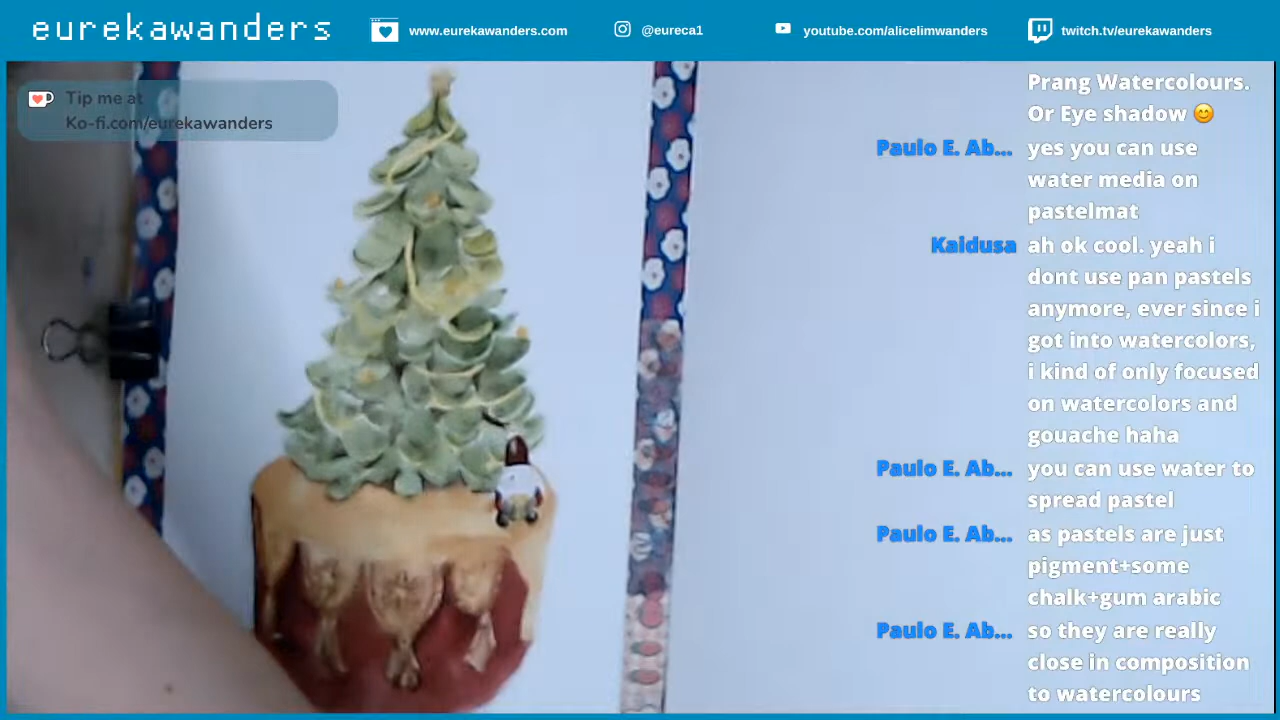 eurekawanders
www.eurekawanders.com
@eureca1
youtube.com/alicelimwanders
twitch.tv/eurekawanders
Tip me at
Ko-fi.com/eurekawanders
Prang Watercolours.
Or Eye shadow 😊
Paulo E. Ab... yes you can use
water media on
pastelmat
Kaidusa ah ok cool. yeah i
dont use pan pastels
anymore, ever since i
got into watercolors,
i kind of only focused
on watercolors and
gouache haha
Paulo E. Ab... you can use water to
spread pastel
Paulo E. Ab... as pastels are just
pigment+some
chalk+gum arabic
Paulo E. Ab... so they are really
close in composition
to watercolours